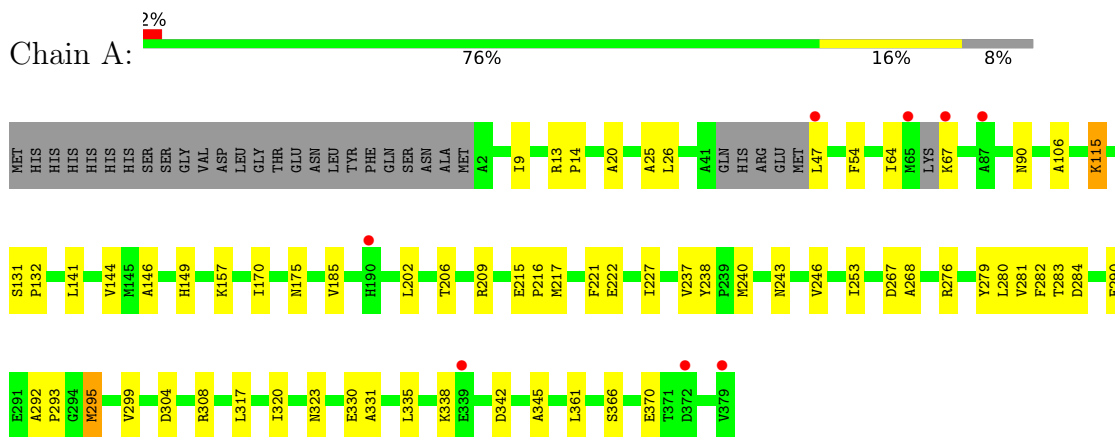 2%
Chain A:
76% 16% 8%
MET HIS HIS HIS HIS HIS HIS SER SER GLY VAL ASP LEU GLY THR GLU ASN LEU TYR PHE GLN SER ASN ALA MET A2 I9 R13 P14 A20 A25 L26 A41 GLN HIS ARG GLU MET L47 F54 I64 M65 LYS K67 A87 N90 A106 K115
S131 P132 L141 V144 M145 A146 H149 K157 I170 N175 V185 H190 L202 T206 R209 E215 P216 M217 F221 E222 I227 V237 Y238 P239 M240 N243 V246 I253 D267 A268 R276 Y279 L280 V281 F282 T283 D284
E291 A292 P293 G294 M295 V299 D304 R308 L317 I320 N323 E330 A331 L335 K338 E339 D342 A345 L361 S366 E370 T371 D372 V379